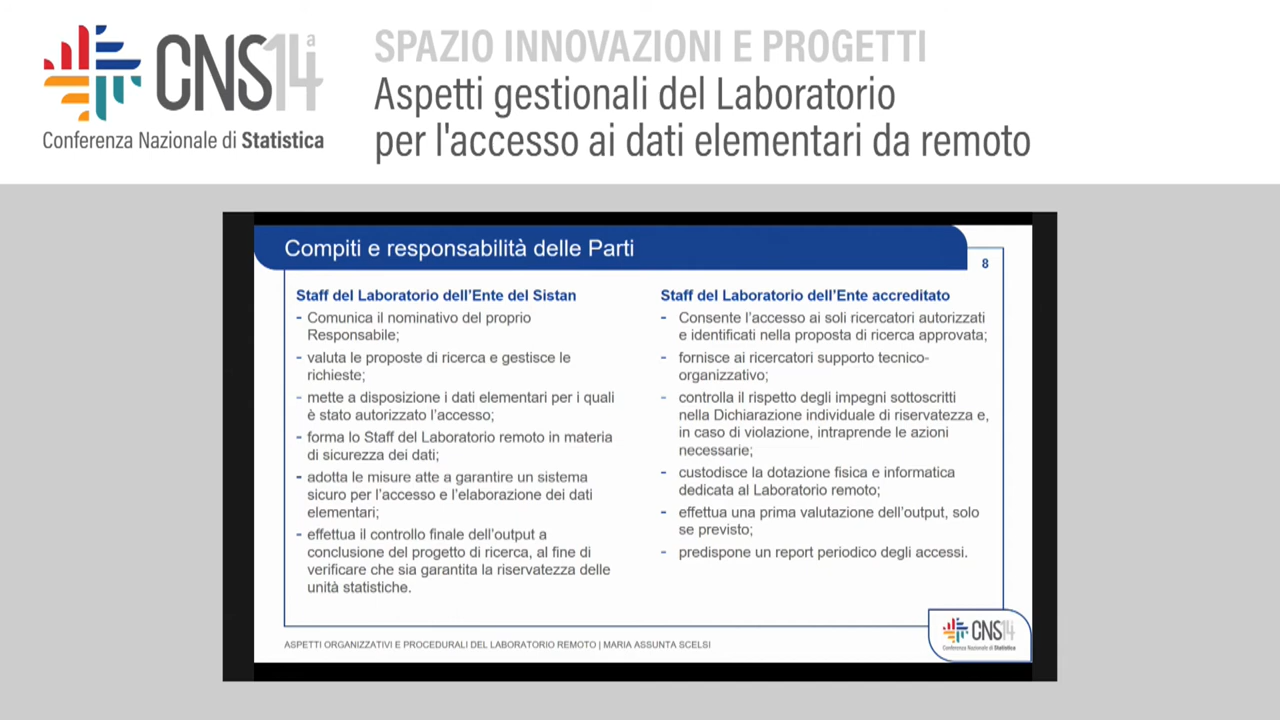 CNS14ª
Conferenza Nazionale di Statistica
SPAZIO INNOVAZIONI E PROGETTI
Aspetti gestionali del Laboratorio
per l'accesso ai dati elementari da remoto
Compiti e responsabilità delle Parti
8
Staff del Laboratorio dell'Ente del Sistan
- Comunica il nominativo del proprio
Responsabile;
- valuta le proposte di ricerca e gestisce le
richieste;
- mette a disposizione i dati elementari per i quali
è stato autorizzato l'accesso;
- forma lo Staff del Laboratorio remoto in materia
di sicurezza dei dati;
- adotta le misure atte a garantire un sistema
sicuro per l'accesso e l'elaborazione dei dati
elementari;
- effettua il controllo finale dell'output a
conclusione del progetto di ricerca, al fine di
verificare che sia garantita la riservatezza delle
unità statistiche.
Staff del Laboratorio dell'Ente accreditato
- Consente l'accesso ai soli ricercatori autorizzati
e identificati nella proposta di ricerca approvata;
- fornisce ai ricercatori supporto tecnico-
organizzativo;
- controlla il rispetto degli impegni sottoscritti
nella Dichiarazione individuale di riservatezza e,
in caso di violazione, intraprende le azioni
necessarie;
- custodisce la dotazione fisica e informatica
dedicata al Laboratorio remoto;
- effettua una prima valutazione dell'output, solo
se previsto;
- predispone un report periodico degli accessi.
ASPETTI ORGANIZZATIVI E PROCEDURALI DEL LABORATORIO REMOTO | MARIA ASSUNTA SCELSI
CNS14
Conferenza Nazionale di Statistica